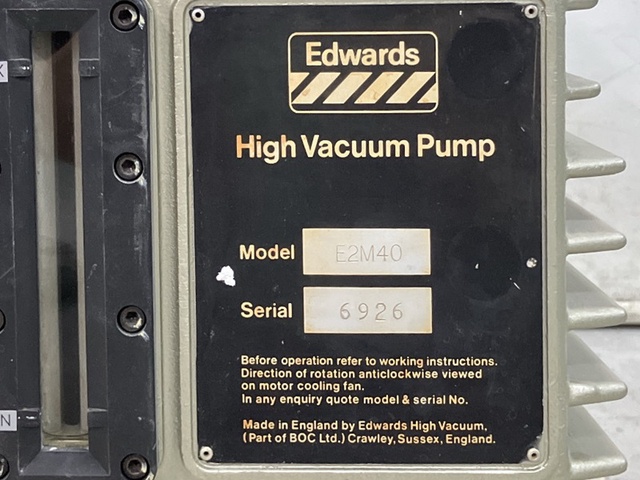 Edwards
High Vacuum Pump
Model E2M40
Serial 6926
Before operation refer to working instructions.
Direction of rotation anticlockwise viewed
on motor cooling fan.
In any enquiry quote model & serial No.
Made in England by Edwards High Vacuum,
(Part of BOC Ltd.) Crawley, Sussex, England.
X
N